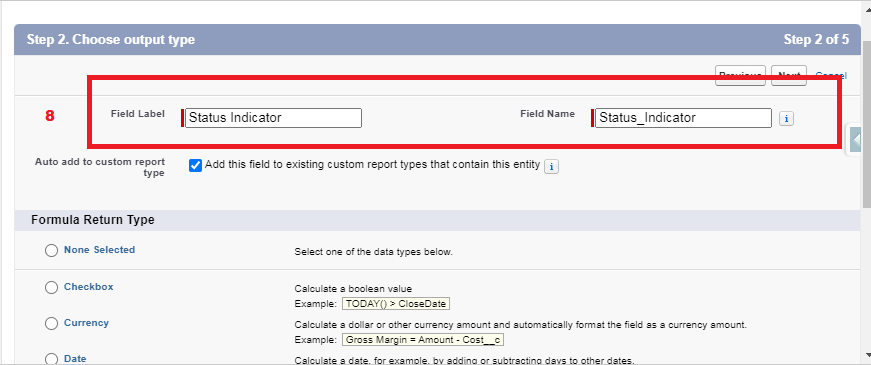 Step 2. Choose output type Step 2 of 5
Previous Next Cancel
8 Field Label Status Indicator Field Name Status_Indicator i
Auto add to custom report type
Add this field to existing custom report types that contain this entity i
Formula Return Type
None Selected Select one of the data types below.
Checkbox Calculate a boolean value
Example: TODAY() > CloseDate
Currency Calculate a dollar or other currency amount and automatically format the field as a currency amount.
Example: Gross Margin = Amount - Cost__c
Date Calculate a date, for example, by adding or subtracting days to other dates.